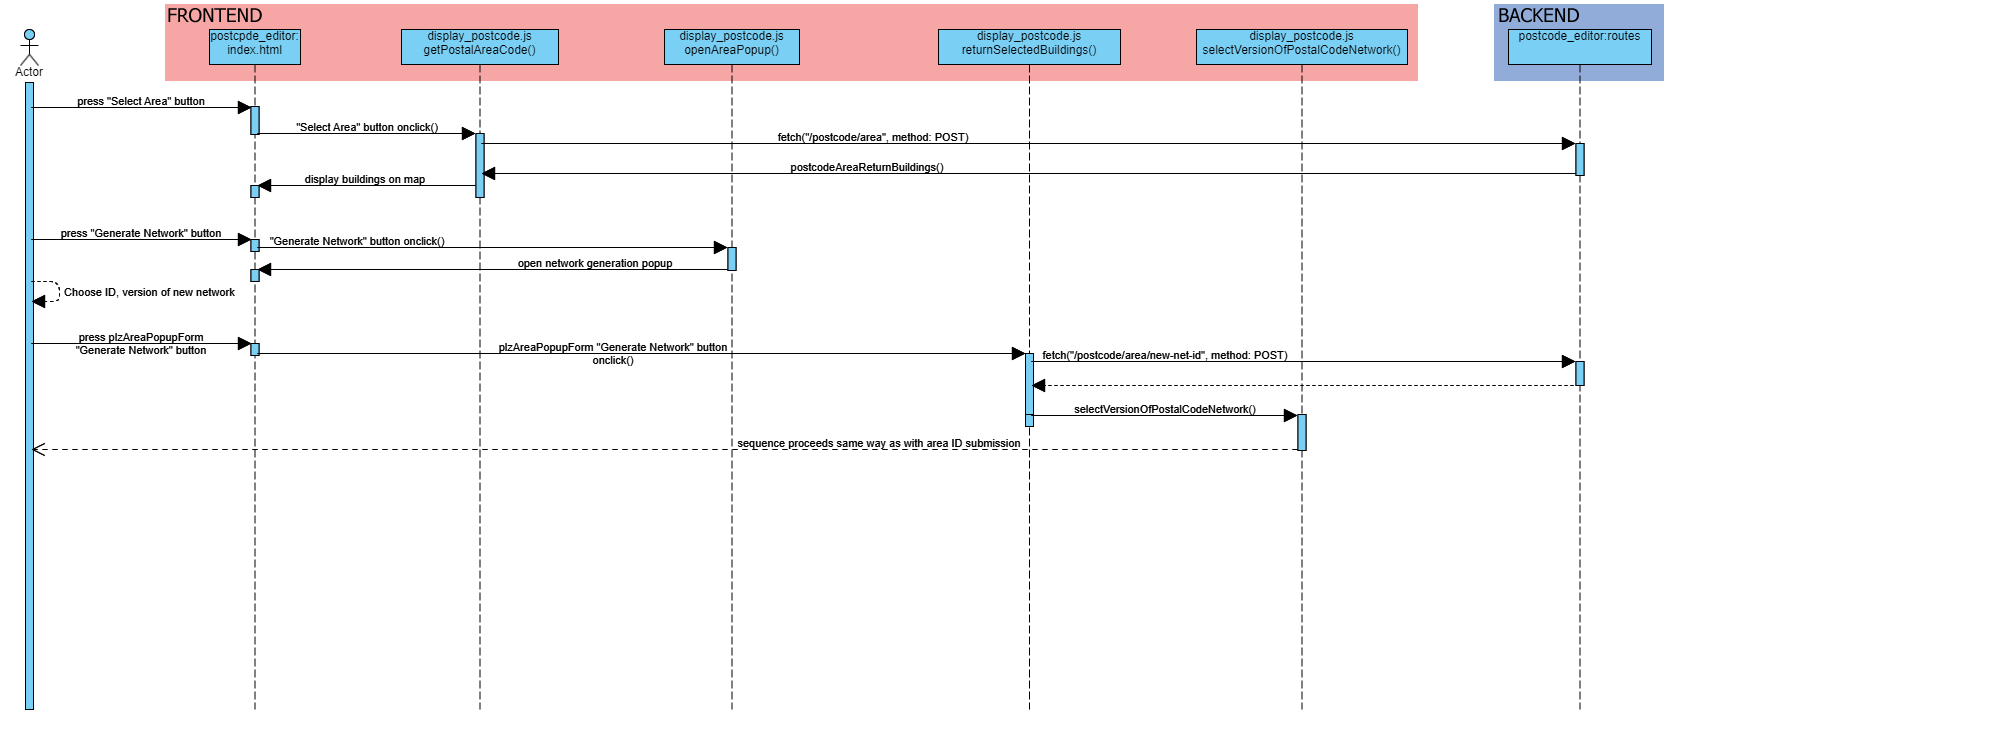 FRONTEND
BACKEND
postcpde_editor:
index.html
display_postcode.js
getPostalAreaCode()
display_postcode.js
openAreaPopup()
display_postcode.js
returnSelectedBuildings()
display_postcode.js
selectVersionOfPostalCodeNetwork()
postcode_editor:routes
Actor
press "Select Area" button
"Select Area" button onclick()
fetch("/postcode/area", method: POST)
postcodeAreaReturnBuildings()
display buildings on map
press "Generate Network" button
"Generate Network" button onclick()
open network generation popup
Choose ID, version of new network
press plzAreaPopupForm
"Generate Network" button
plzAreaPopupForm "Generate Network" button
onclick()
fetch("/postcode/area/new-net-id", method: POST)
selectVersionOfPostalCodeNetwork()
sequence proceeds same way as with area ID submission